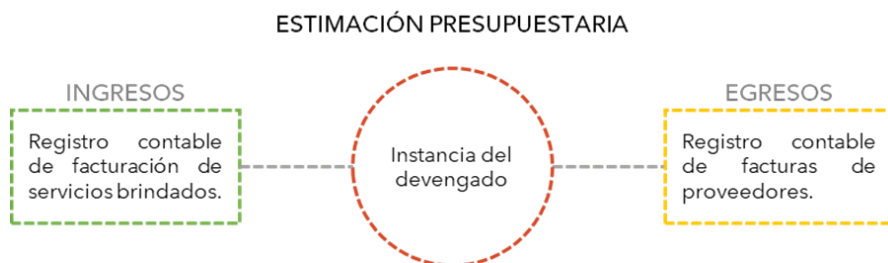 ESTIMACIÓN PRESUPUESTARIA
INGRESOS
Registro contable
de facturación de
servicios brindados.
Instancia del
devengado
EGRESOS
Registro contable
de facturas de
proveedores.